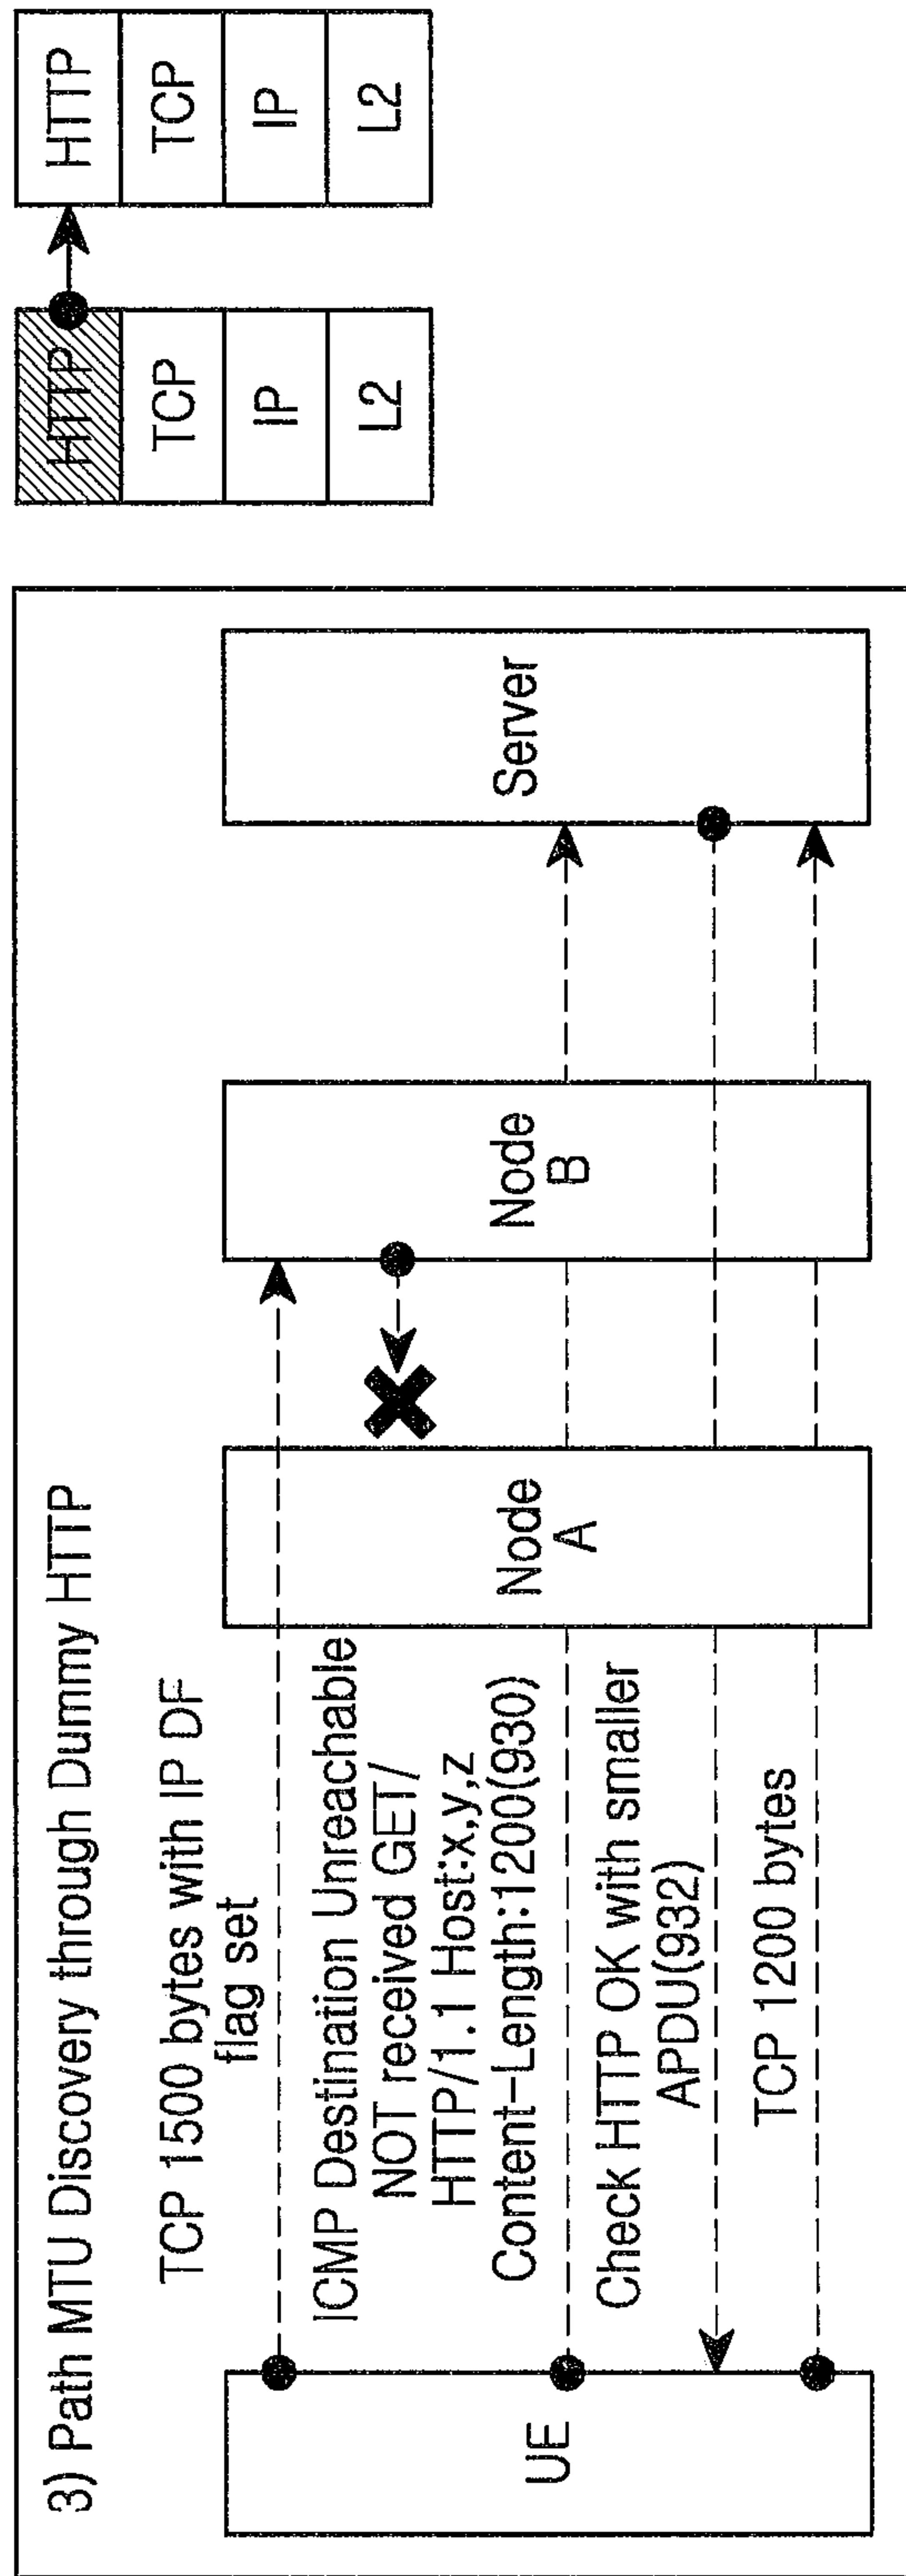 3) Path MTU Discovery through Dummy HTTP
TCP 1500 bytes with IP DF
flag set
ICMP Destination Unreachable
NOT received GET/
HTTP/1.1 Host:x,y,z
Content-Length:1200(930)
Check HTTP OK with smaller
APDU(932)
TCP 1200 bytes
UE
Node
A
Node
B
Server
HTTP
TCP
IP
L2
HTTP
TCP
IP
L2